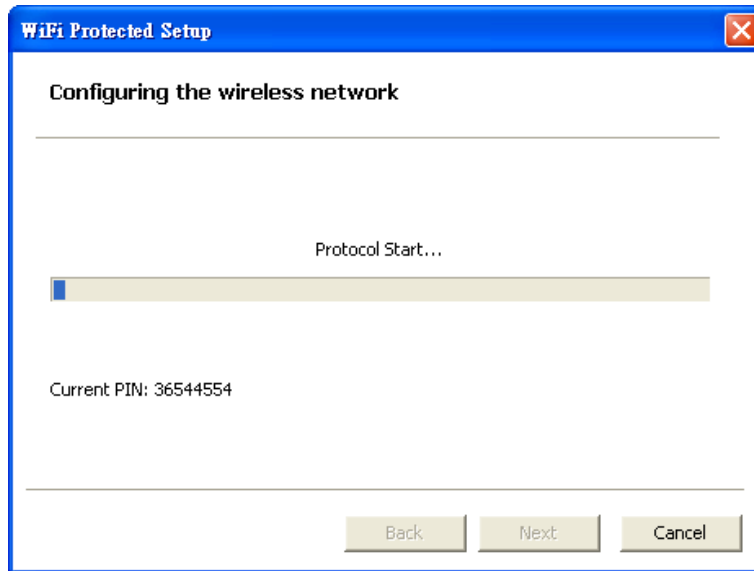 WiFi Protected Setup
Configuring the wireless network
Protocol Start...
Current PIN: 36544554
Back Next Cancel